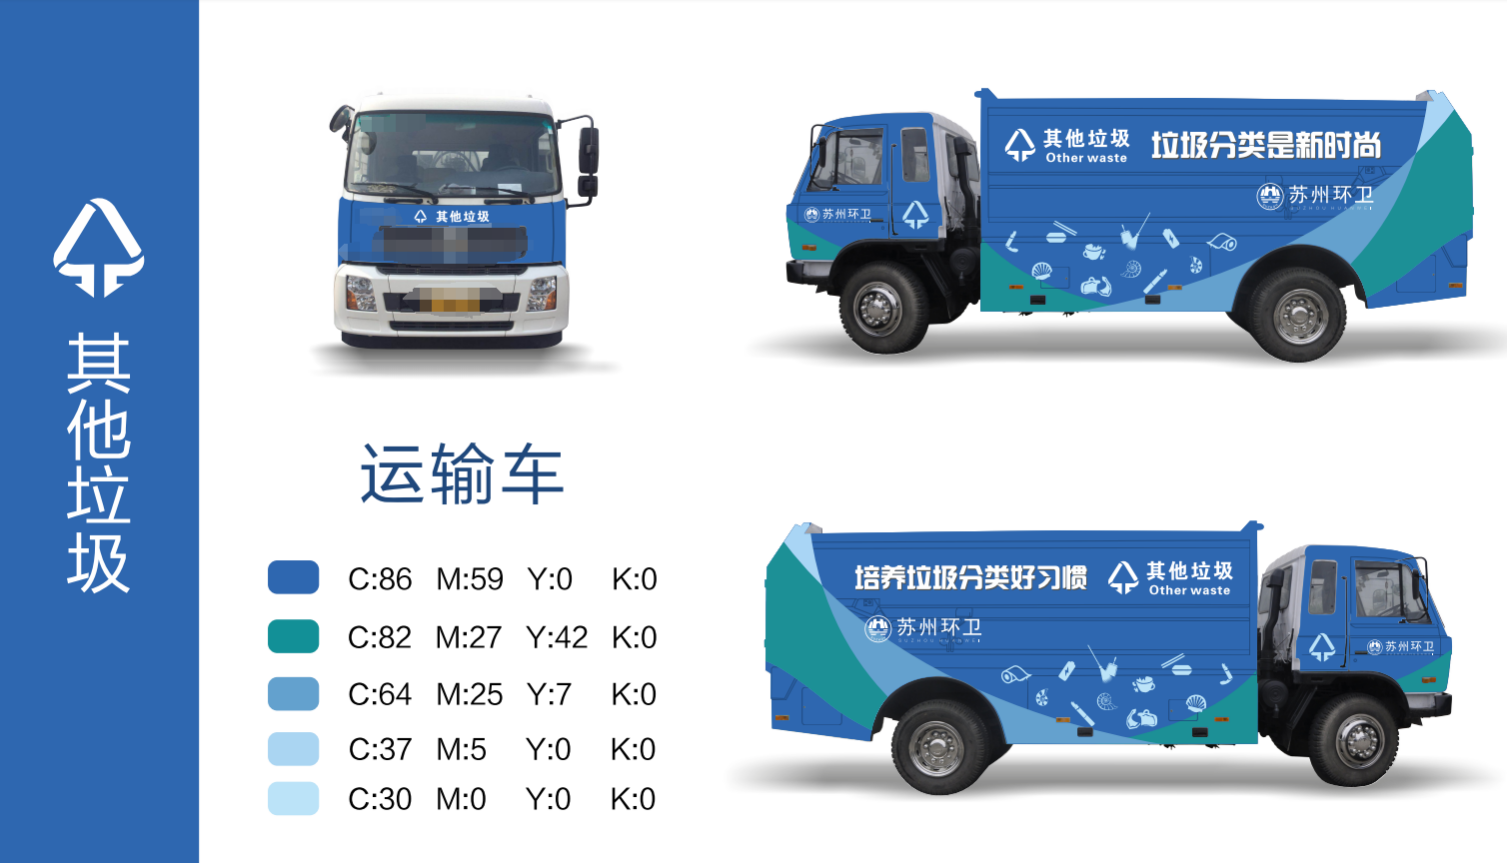 其他垃圾
其他垃圾
运输车
C:86 M:59 Y:0 K:0
C:82 M:27 Y:42 K:0
C:64 M:25 Y:7 K:0
C:37 M:5 Y:0 K:0
C:30 M:0 Y:0 K:0
其他垃圾
Other waste
垃圾分类是新时尚
苏州环卫
苏州环卫
培养垃圾分类好习惯
其他垃圾
Other waste
苏州环卫
苏州环卫